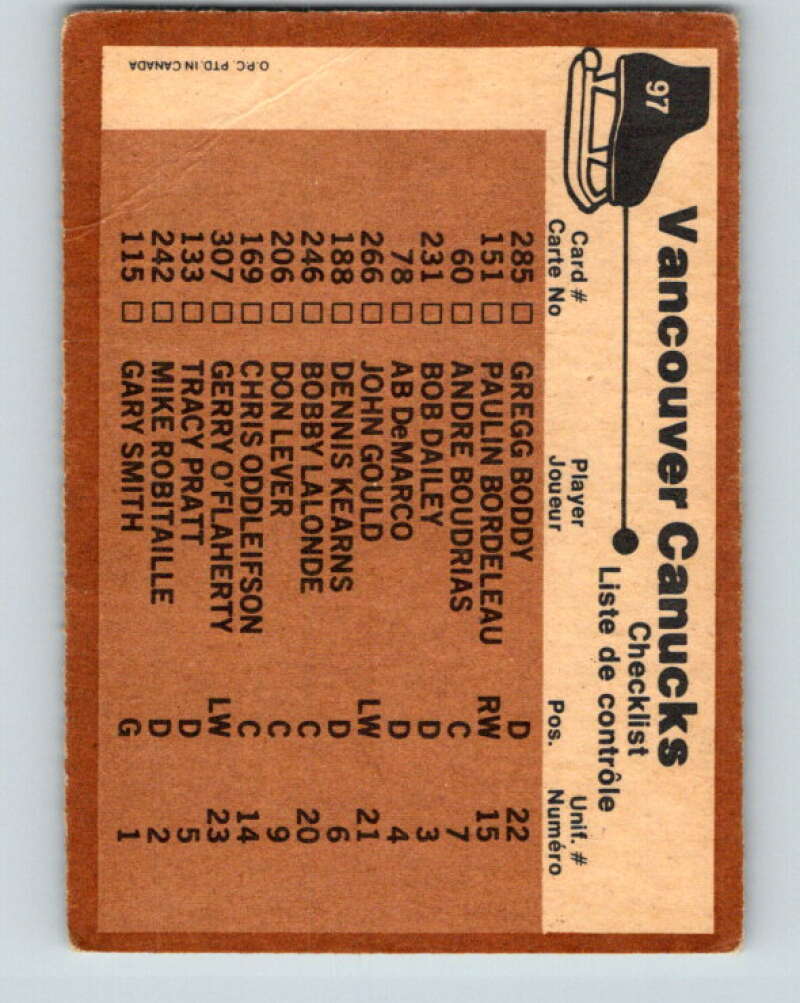 97
Vancouver Canucks
Checklist
Liste de contrôle
Card # Player Unif. #
Carte No Joueur Pos. Numéro
285 □ GREGG BODDY D 22
151 □ PAULIN BORDELEAU RW 15
60 □ ANDRE BOUDRIAS C 7
231 □ BOB DAILEY D 3
78 □ AB DeMARCO D 4
266 □ JOHN GOULD LW 21
188 □ DENNIS KEARNS D 6
246 □ BOBBY LALONDE C 20
206 □ DON LEVER C 9
169 □ CHRIS ODDLEIFSON C 14
307 □ GERRY O'FLAHERTY LW 23
133 □ TRACY PRATT D 5
242 □ MIKE ROBITAILLE D 2
115 □ GARY SMITH G 1
O.P.C. PTD. IN CANADA